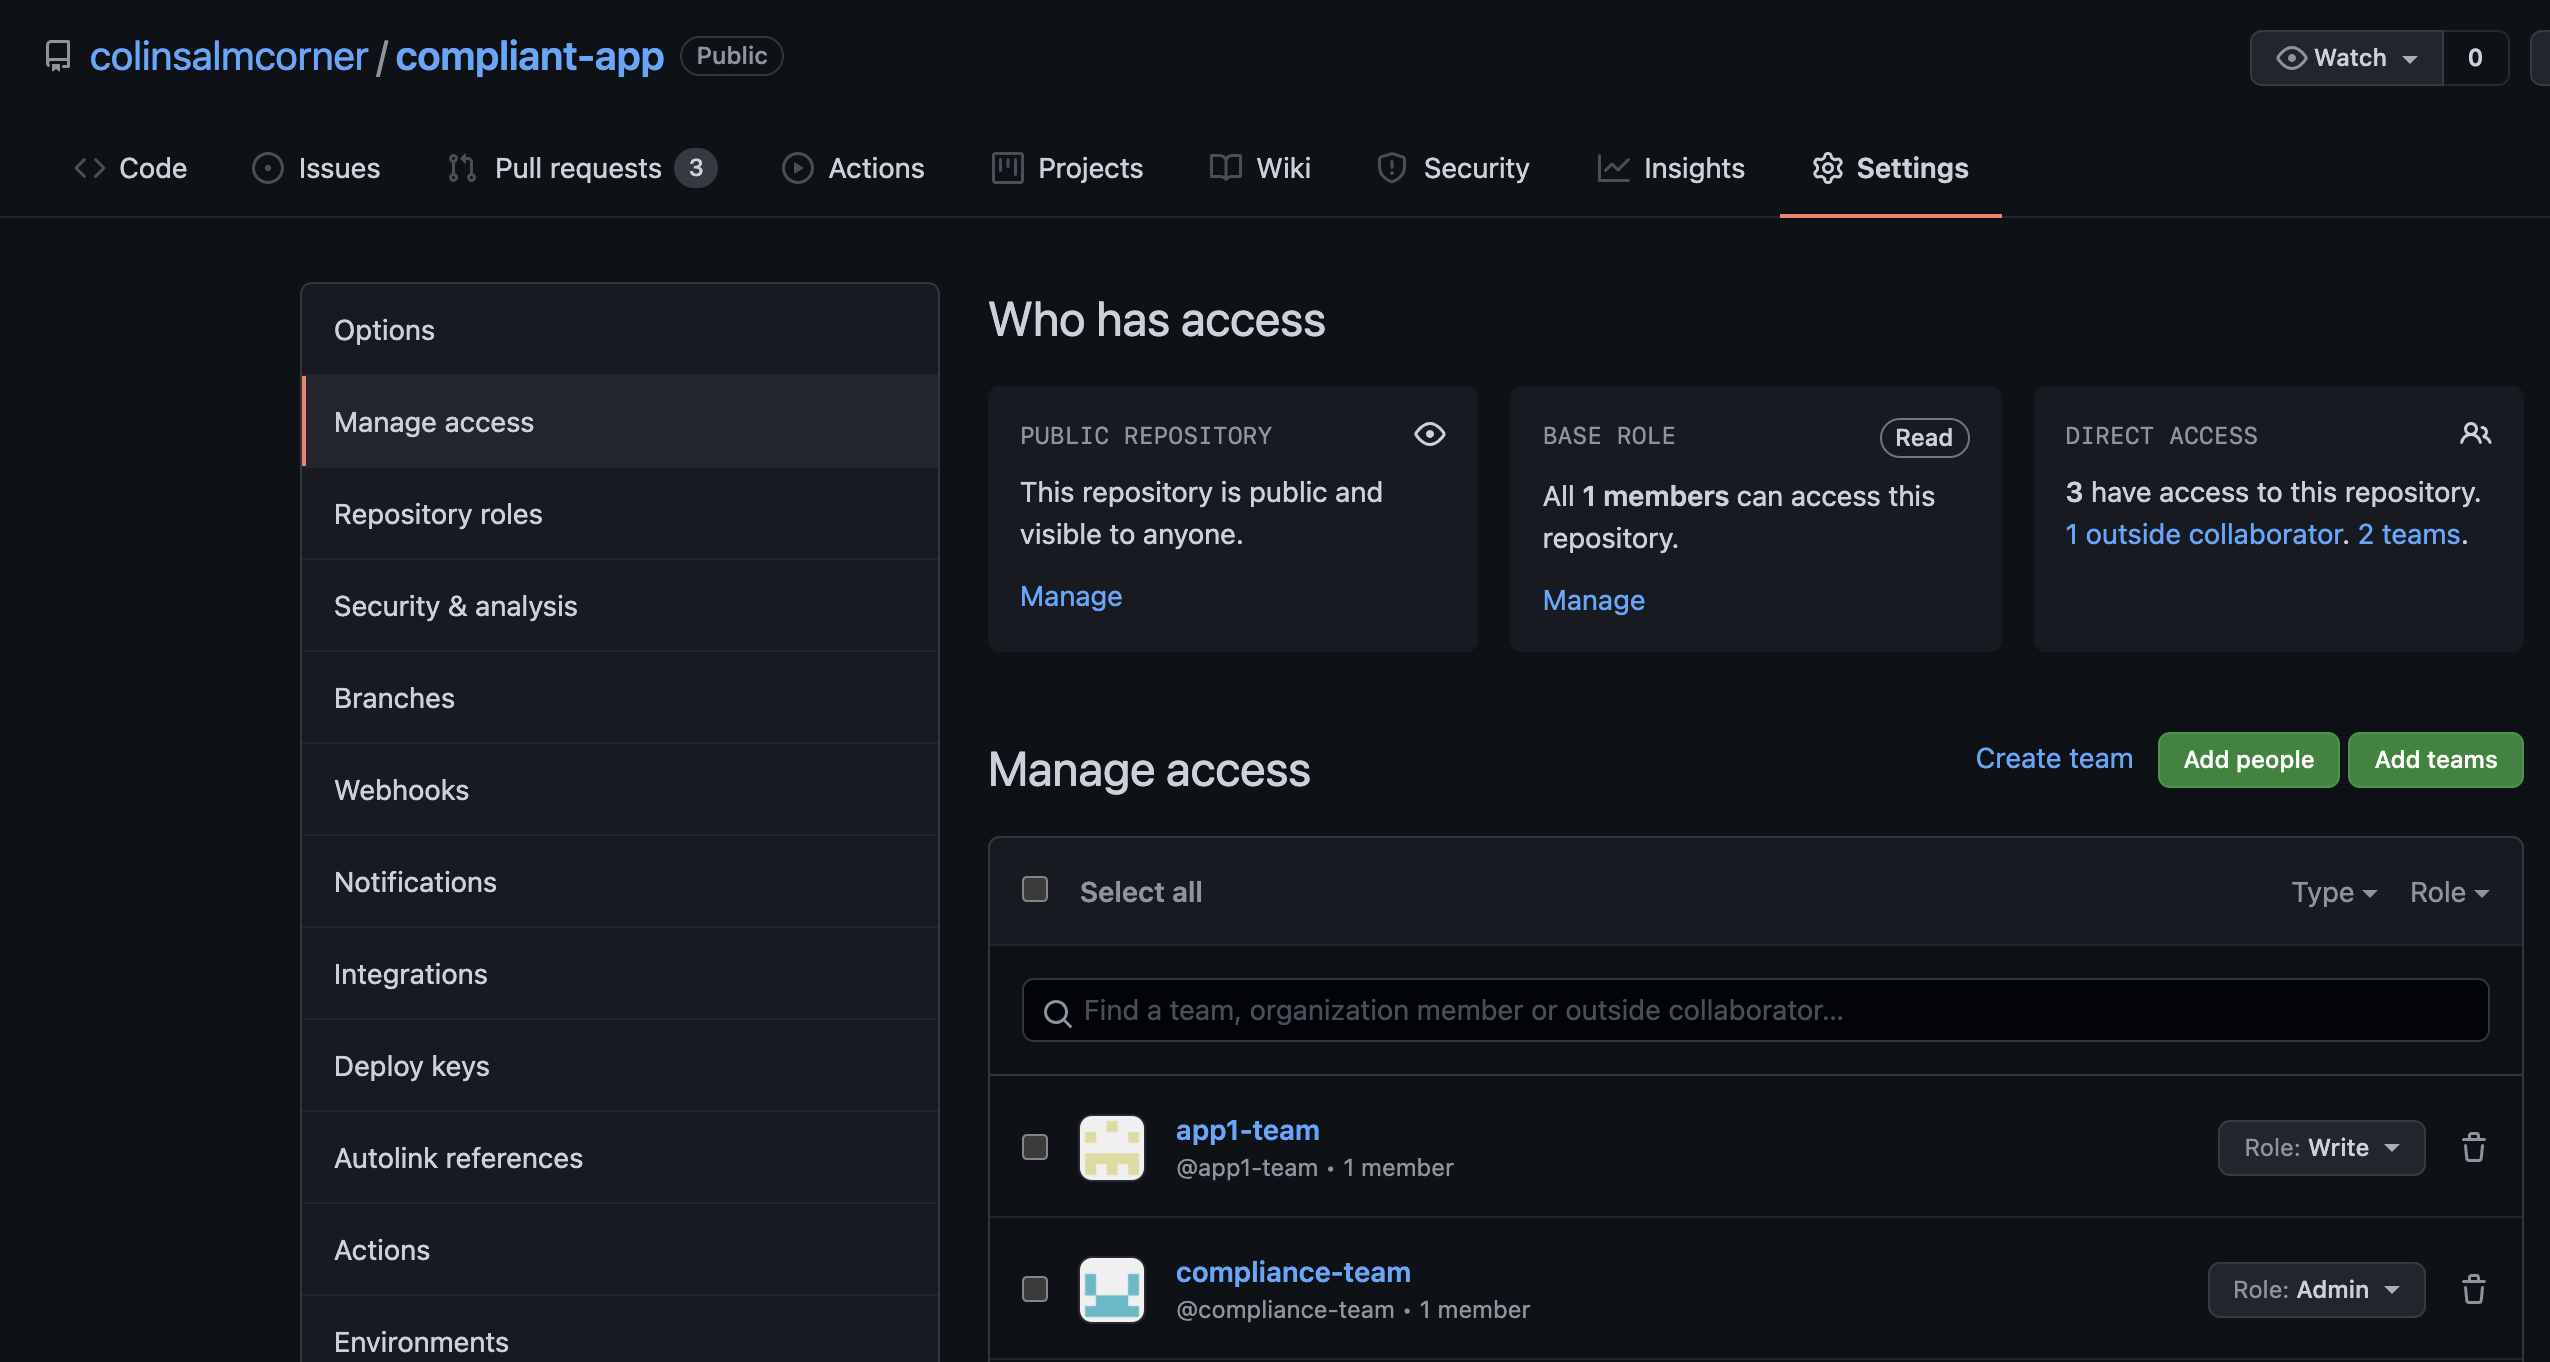 colinsalmcorner / compliant-app Public
Watch 0
Code Issues Pull requests 3 Actions Projects Wiki Security Insights Settings
Options
Manage access
Repository roles
Security & analysis
Branches
Webhooks
Notifications
Integrations
Deploy keys
Autolink references
Actions
Environments
Who has access
PUBLIC REPOSITORY
This repository is public and
visible to anyone.
Manage
BASE ROLE Read
All 1 members can access this
repository.
Manage
DIRECT ACCESS
3 have access to this repository.
1 outside collaborator. 2 teams.
Manage access
Create team Add people Add teams
Select all Type Role
Find a team, organization member or outside collaborator...
app1-team
@app1-team • 1 member
Role: Write
compliance-team
@compliance-team • 1 member
Role: Admin